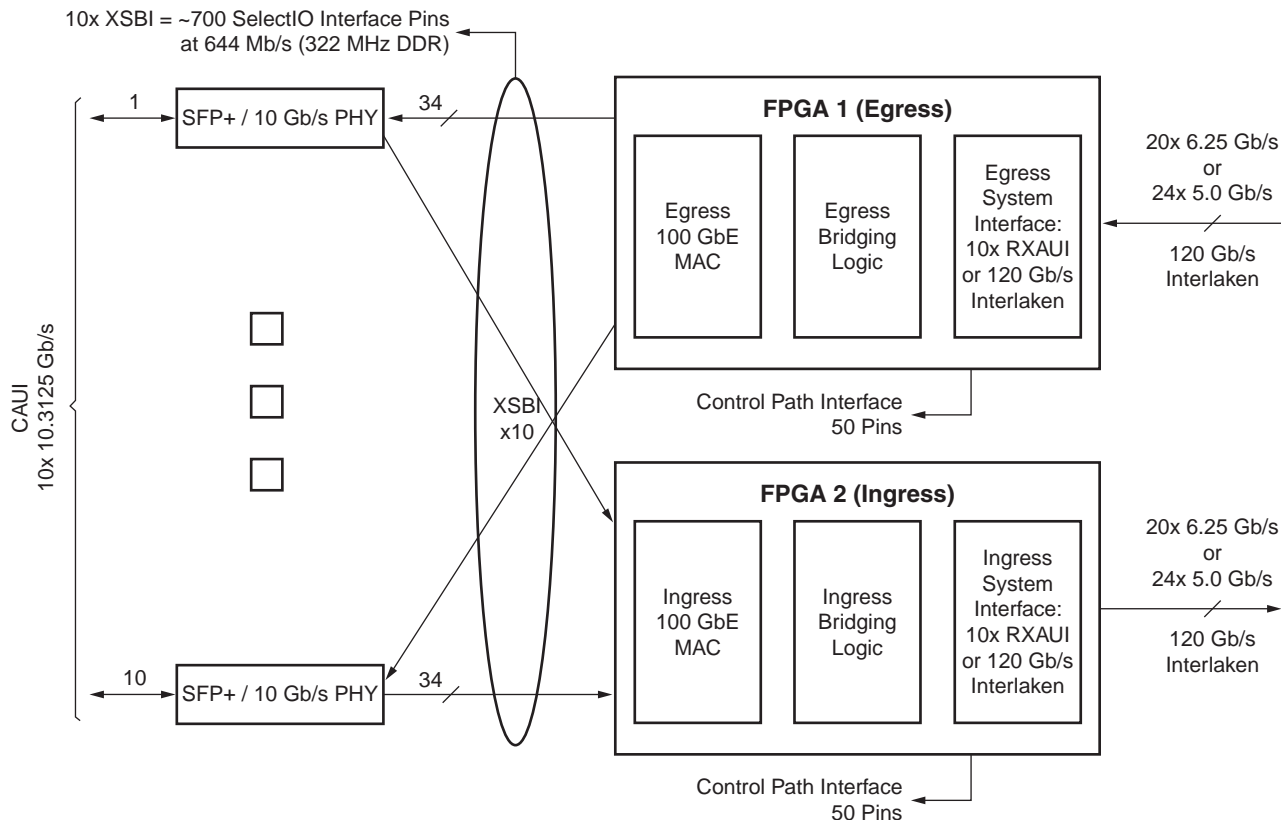 10x XSBI = ~700 SelectIO Interface Pins
at 644 Mb/s (322 MHz DDR)
1
SFP+ / 10 Gb/s PHY
34
FPGA 1 (Egress)
Egress
100 GbE
MAC
Egress
Bridging
Logic
Egress
System
Interface:
10x RXAUI
or 120 Gb/s
Interlaken
20x 6.25 Gb/s
or
24x 5.0 Gb/s
120 Gb/s
Interlaken
Control Path Interface
50 Pins
CAUI
10x 10.3125 Gb/s
XSBI
x10
FPGA 2 (Ingress)
Ingress
100 GbE
MAC
Ingress
Bridging
Logic
Ingress
System
Interface:
10x RXAUI
or 120 Gb/s
Interlaken
20x 6.25 Gb/s
or
24x 5.0 Gb/s
120 Gb/s
Interlaken
10
SFP+ / 10 Gb/s PHY
34
Control Path Interface
50 Pins